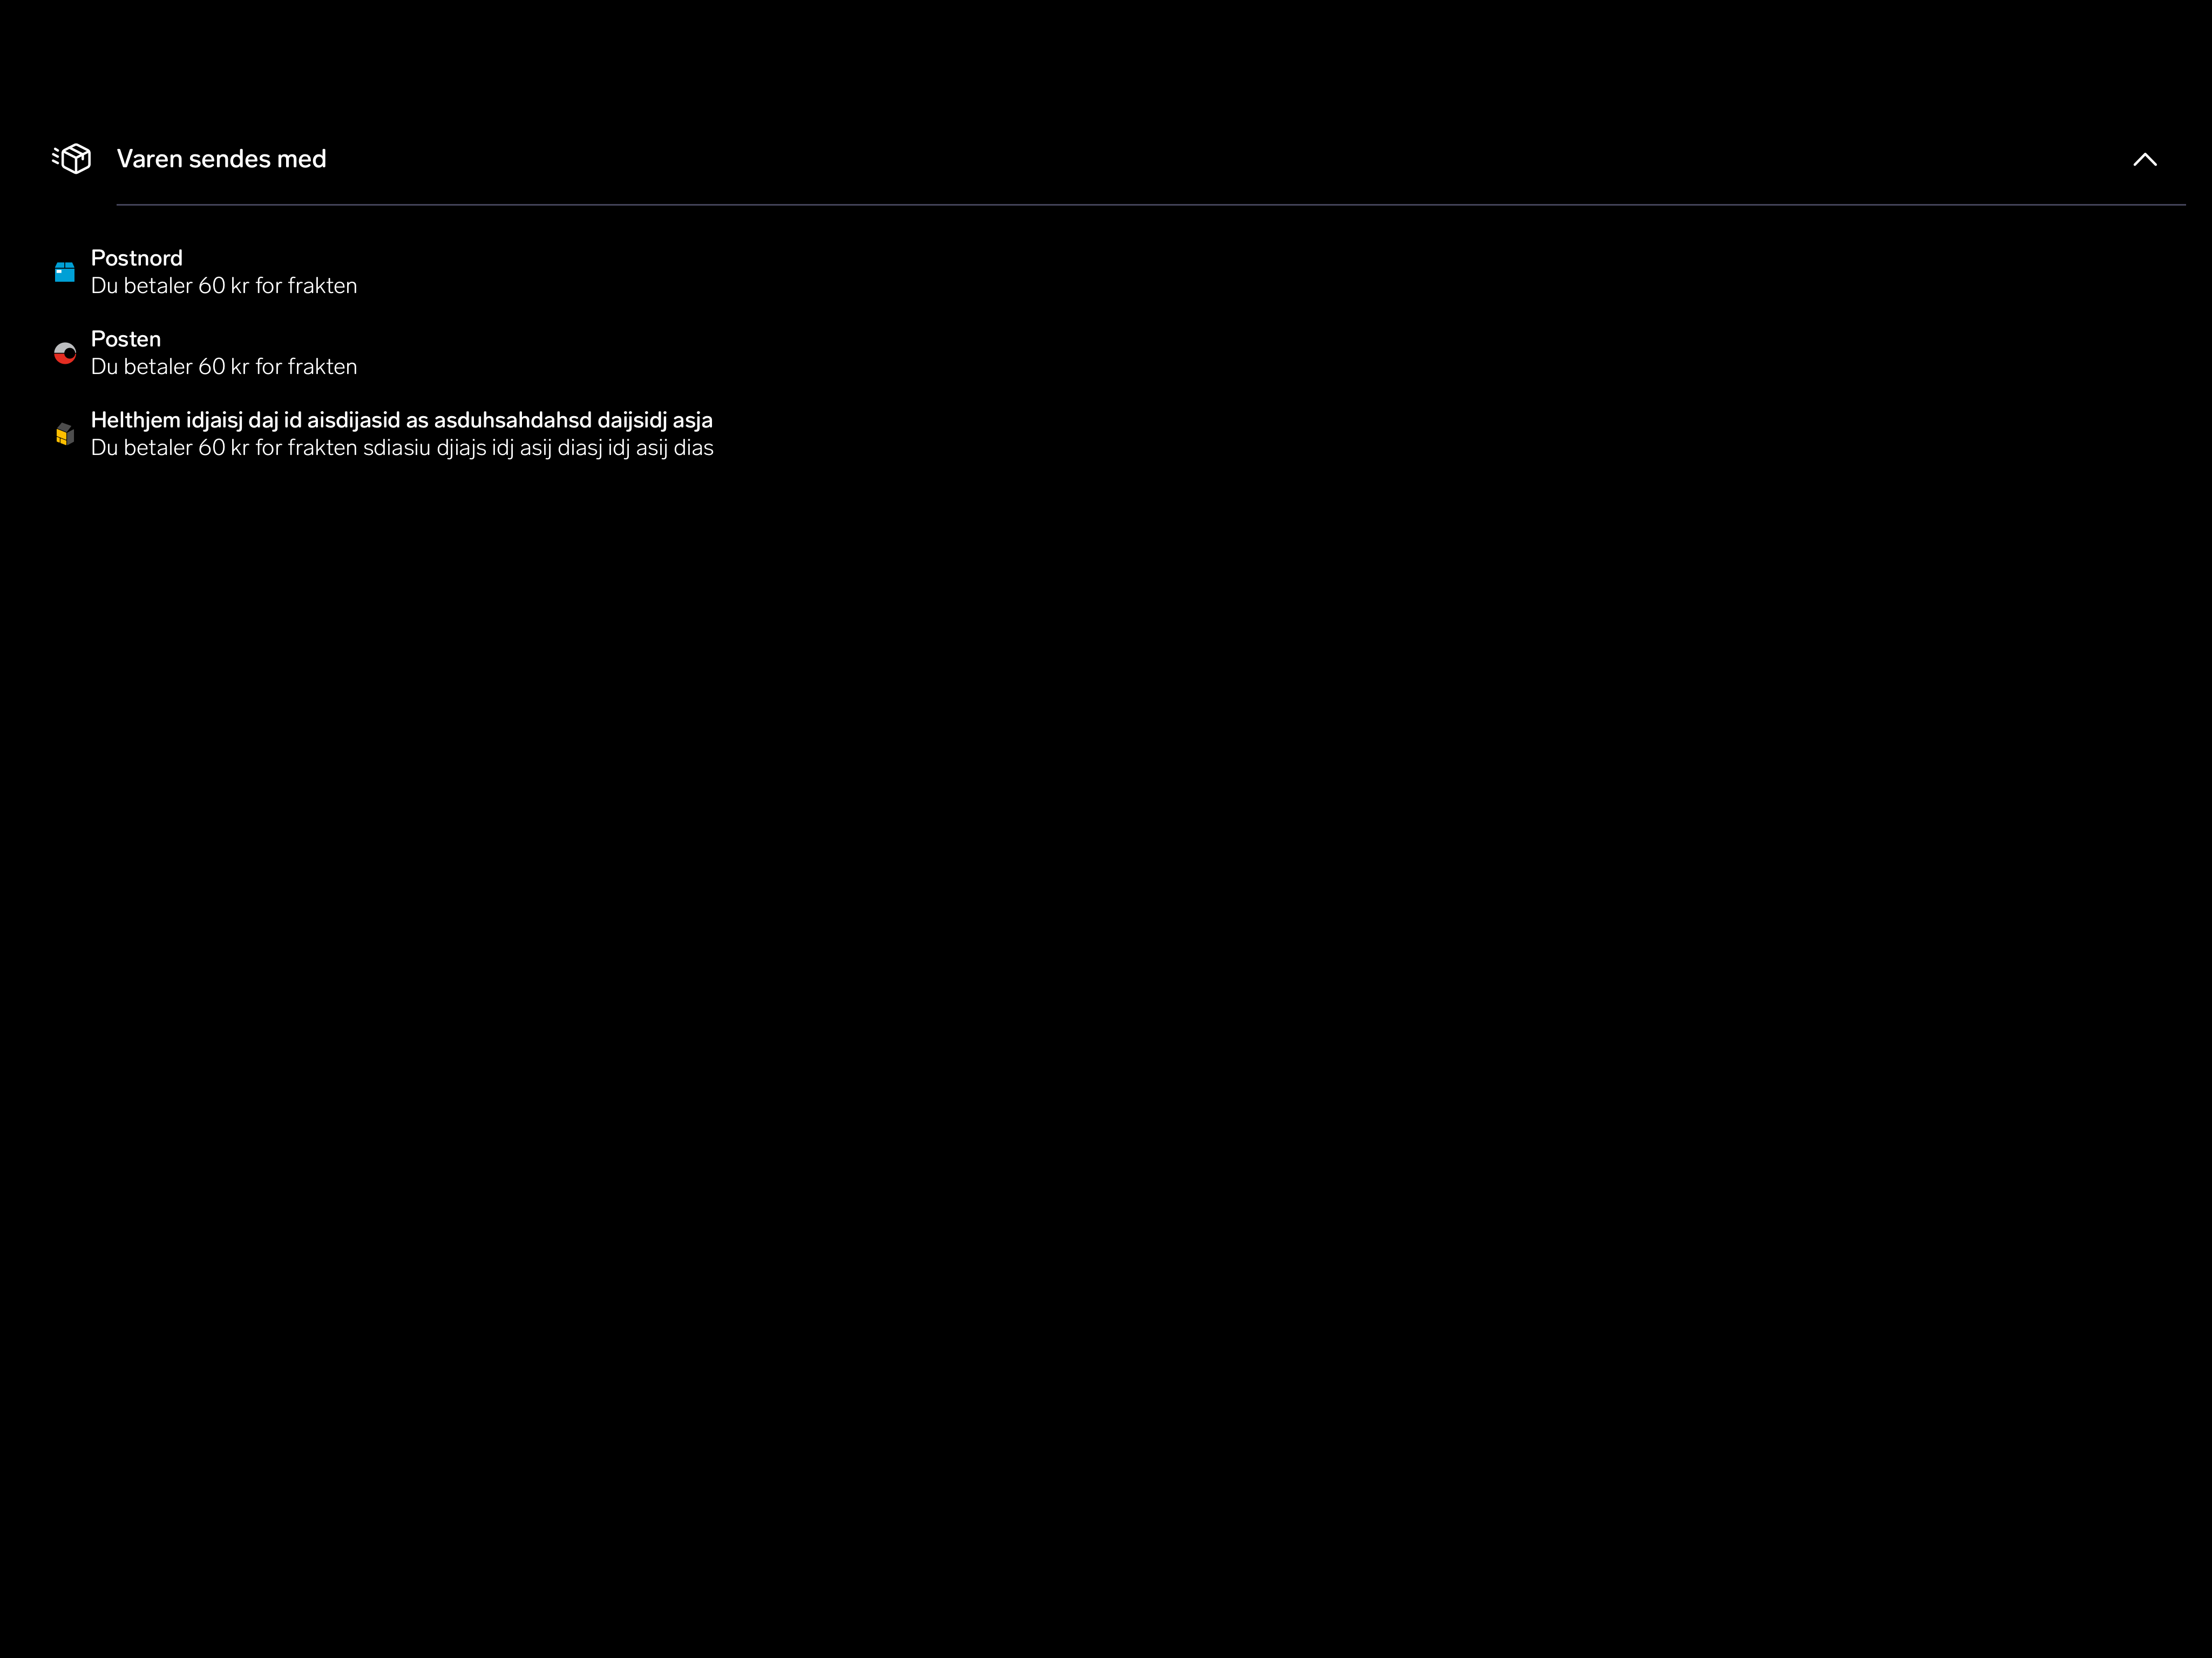 Varen sendes med
Postnord
Du betaler 60 kr for frakten
Posten
Du betaler 60 kr for frakten
Helthjem idjaisj daj id aisdijasid as asduhsahdahsd daijsidj asja
Du betaler 60 kr for frakten sdiasiu djiajs idj asij diasj idj asij dias